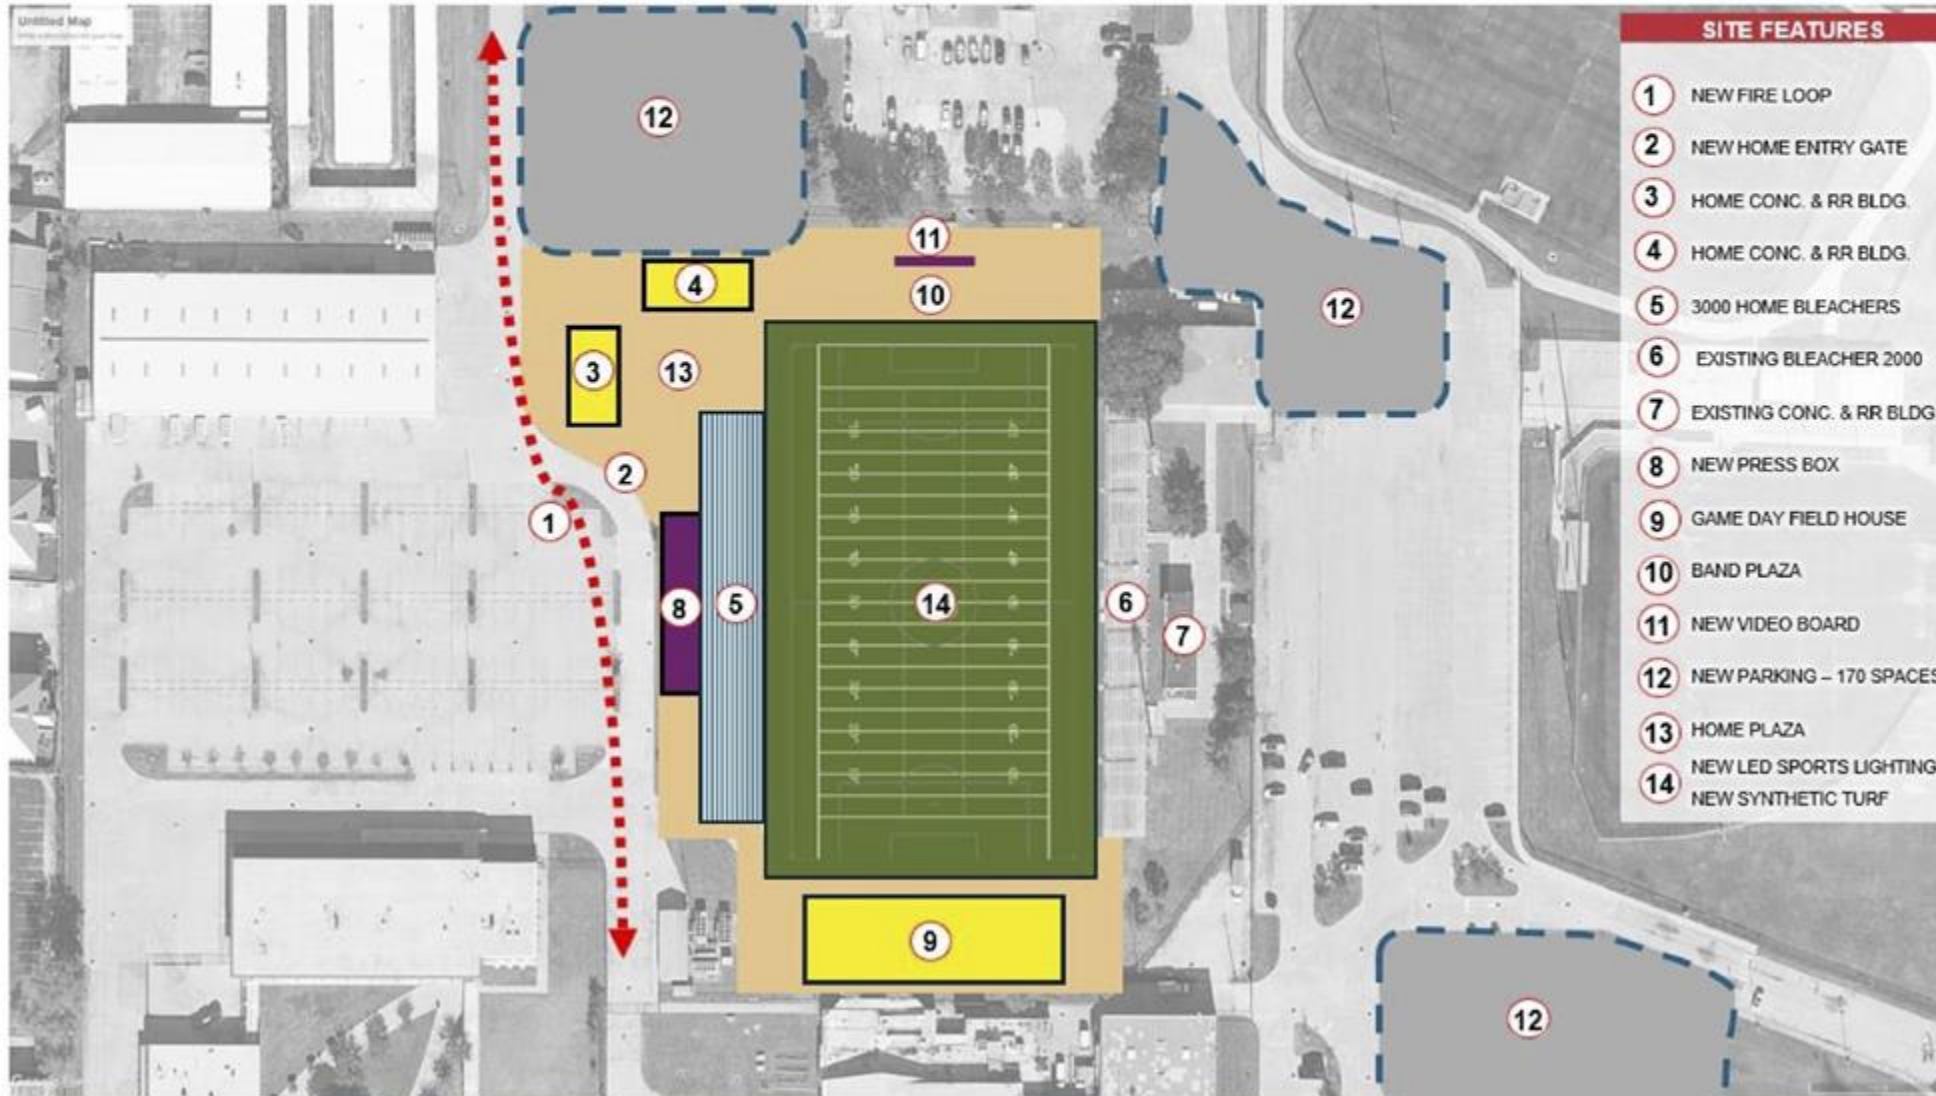 Untitled Map
SITE FEATURES
1 NEW FIRE LOOP
2 NEW HOME ENTRY GATE
3 HOME CONC. & RR BLDG.
4 HOME CONC. & RR BLDG.
5 3000 HOME BLEACHERS
6 EXISTING BLEACHER 2000
7 EXISTING CONC. & RR BLDG
8 NEW PRESS BOX
9 GAME DAY FIELD HOUSE
10 BAND PLAZA
11 NEW VIDEO BOARD
12 NEW PARKING – 170 SPACES
13 HOME PLAZA
14 NEW LED SPORTS LIGHTING
NEW SYNTHETIC TURF
12
11
4
10
12
3
13
2
1
8
5
14
6
7
9
12